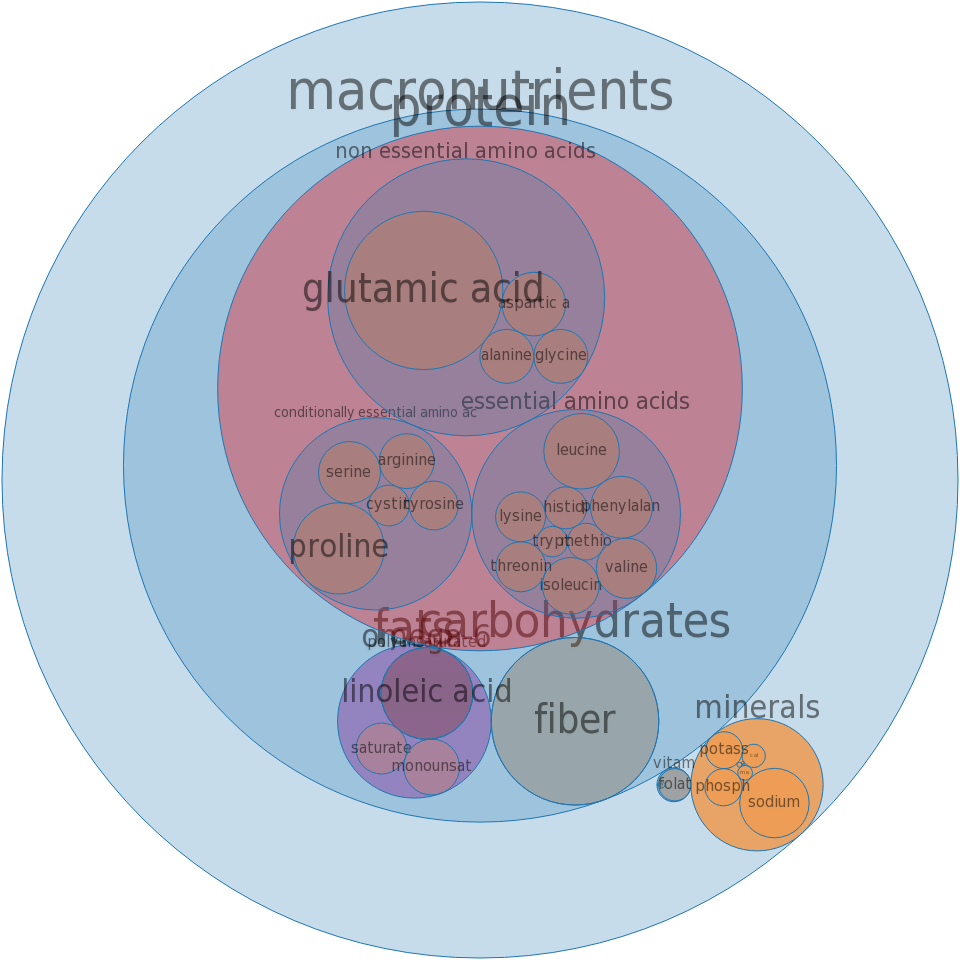 macronutrients
protein
non essential amino acids
glutamic acid
aspartic a
alanine
glycine
essential amino acids
conditionally essential amino ac
leucine
arginine
serine
cystin
tyrosine
histidi
phenylalan
lysine
trypt
methio
proline
threonin
valine
isoleucin
carbohydrates
fats
omega-6
polyunsaturated
linoleic acid
fiber
minerals
saturate
monounsat
potass
vitam
folat
phosph
sodium